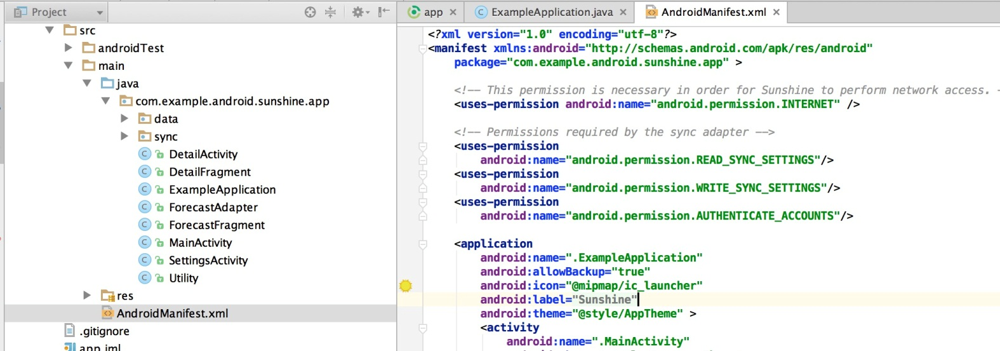 Project
src
androidTest
main
java
com.example.android.sunshine.app
data
sync
DetailActivity
DetailFragment
ExampleApplication
ForecastAdapter
ForecastFragment
MainActivity
SettingsActivity
Utility
res
AndroidManifest.xml
.gitignore
app.iml
app
ExampleApplication.java
AndroidManifest.xml
<?xml version="1.0" encoding="utf-8"?>
<manifest xmlns:android="http://schemas.android.com/apk/res/android"
package="com.example.android.sunshine.app" >
<!-- This permission is necessary in order for Sunshine to perform network access.
<uses-permission android:name="android.permission.INTERNET" />
<!-- Permissions required by the sync adapter -->
<uses-permission
android:name="android.permission.READ_SYNC_SETTINGS"/>
<uses-permission
android:name="android.permission.WRITE_SYNC_SETTINGS"/>
<uses-permission
android:name="android.permission.AUTHENTICATE_ACCOUNTS"/>
<application
android:name=".ExampleApplication"
android:allowBackup="true"
android:icon="@mipmap/ic_launcher"
android:label="Sunshine"
android:theme="@style/AppTheme" >
<activity
android:name=".MainActivity"